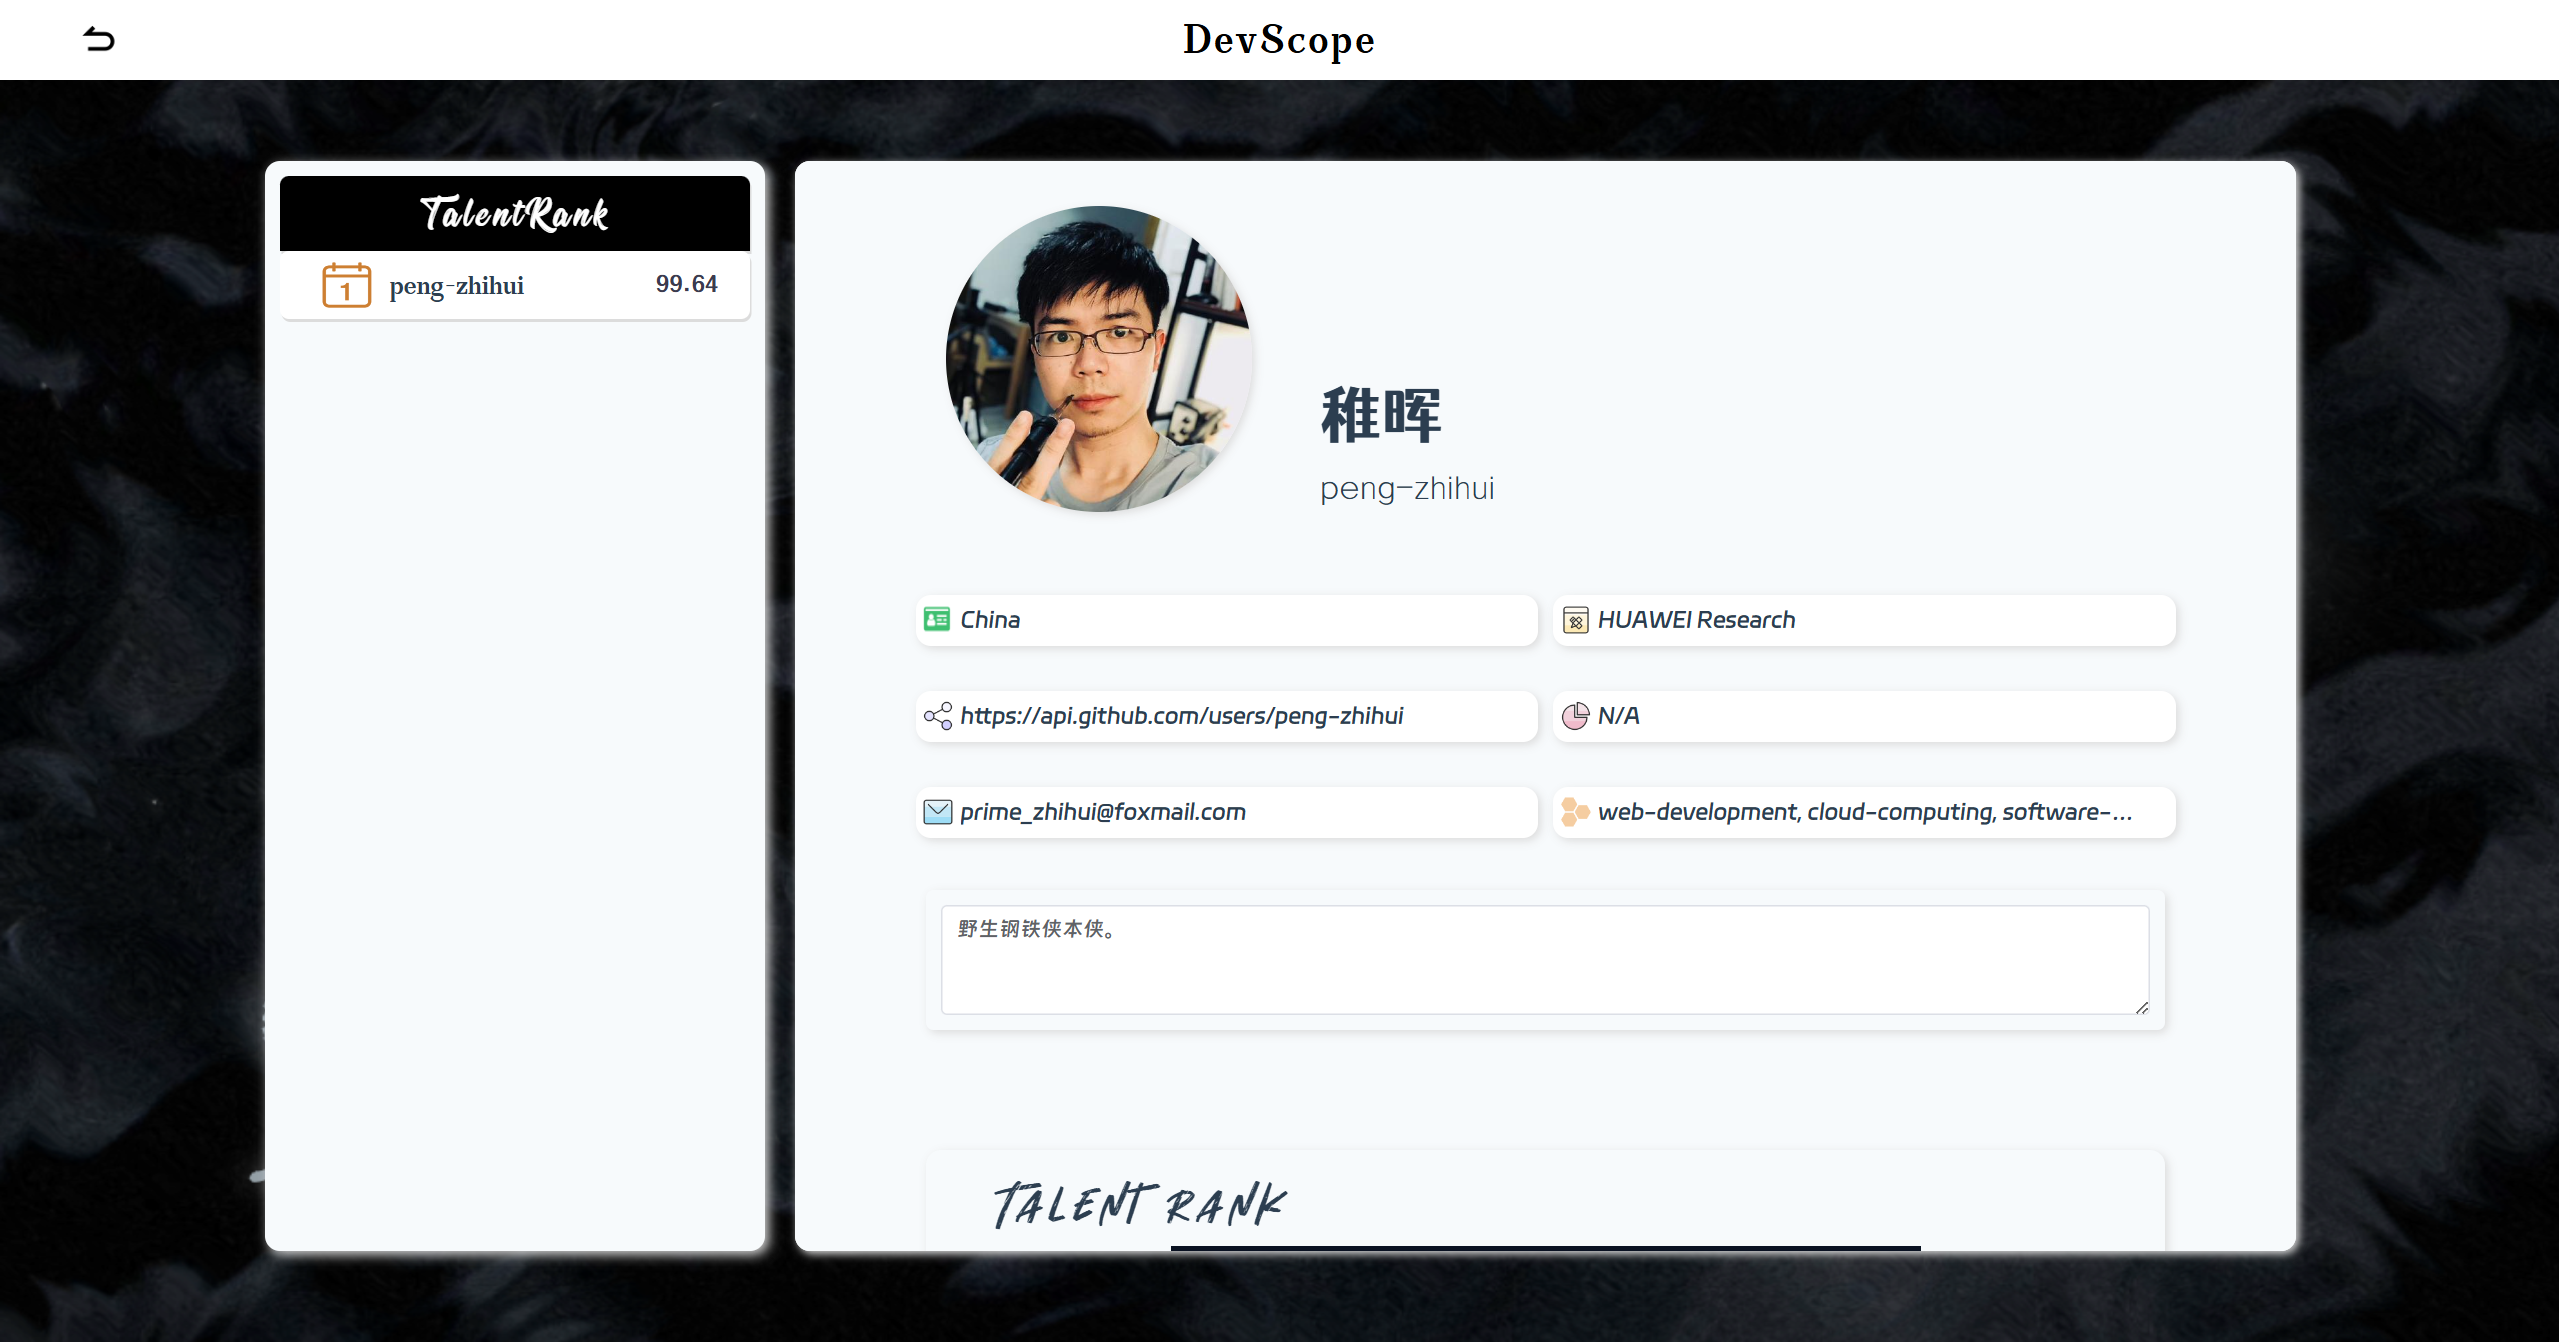 DevScope
TalentRank
1 peng-zhihui 99.64
稚晖
peng-zhihui
China
HUAWEI Research
https://api.github.com/users/peng-zhihui
N/A
prime_zhihui@foxmail.com
web-development, cloud-computing, software-...
野生钢铁侠本侠。
TALENT RANK